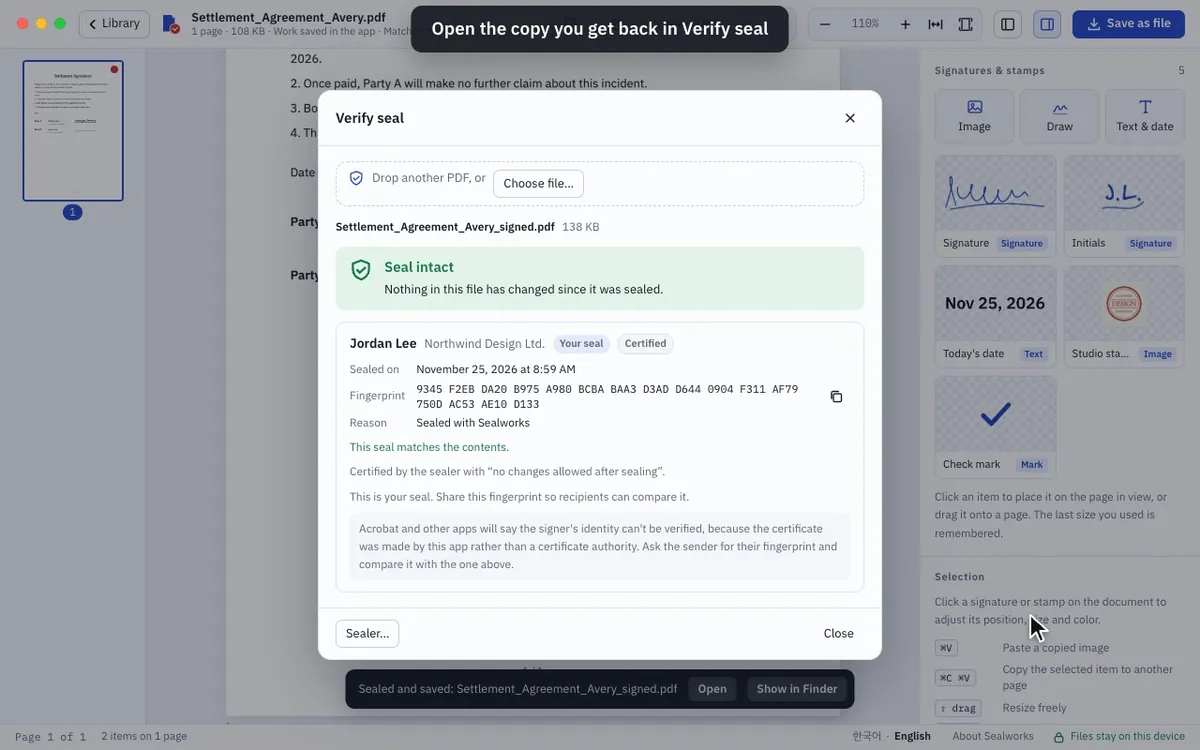 Library
Settlement_Agreement_Avery.pdf
1 page · 108 KB · Work saved in the app · Match
Open the copy you get back in Verify seal
110%
Save as file
Settlement Agreement
1
2026.
2. Once paid, Party A will make no further claim about this incident.
3. Bo
4. Th
Date
Party
Party
Verify seal
Drop another PDF, or
Choose file...
Settlement_Agreement_Avery_signed.pdf 138 KB
Seal intact
Nothing in this file has changed since it was sealed.
Jordan Lee Northwind Design Ltd. Your seal Certified
Sealed on November 25, 2026 at 8:59 AM
Fingerprint 9345 F2EB DA20 B975 A980 BCBA BAA3 D3AD D644 0904 F311 AF79
750D AC53 AE10 D133
Reason Sealed with Sealworks
This seal matches the contents.
Certified by the sealer with “no changes allowed after sealing”.
This is your seal. Share this fingerprint so recipients can compare it.
Acrobat and other apps will say the signer's identity can't be verified, because the certificate
was made by this app rather than a certificate authority. Ask the sender for their fingerprint and
compare it with the one above.
Sealer...
Close
Sealed and saved: Settlement_Agreement_Avery_signed.pdf
Open
Show in Finder
Signatures & stamps 5
Image
Draw
Text & date
J.L.
Signature Signature
Initials Signature
Nov 25, 2026
DESIGN
Today's date Text
Studio sta... Image
Check mark Mark
Click an item to place it on the page in view, or
drag it onto a page. The last size you used is
remembered.
Selection
Click a signature or stamp on the document to
adjust its position, size and color.
⌘V Paste a copied image
⌘C ⌘V Copy the selected item to another
page
⇧ drag Resize freely
Page 1 of 1
2 items on 1 page
한국어 · English
About Sealworks
Files stay on this device